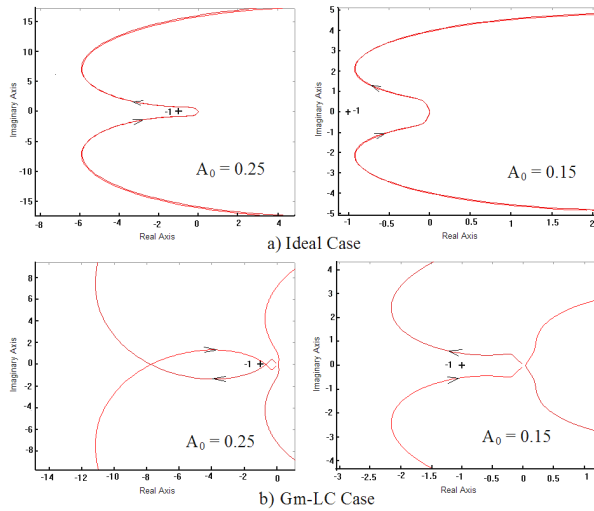 15
10
5
0
-5
-10
-15
-8 -6 -4 -2 0 2 4
Imaginary Axis
Real Axis
-1
A0 = 0.25
5
4
3
2
1
0
-1
-2
-3
-4
-5
-1 -0.5 0 0.5 1 1.5 2
Imaginary Axis
Real Axis
-1
A0 = 0.15
a) Ideal Case
8
6
4
2
0
-2
-4
-6
-8
-14 -12 -10 -8 -6 -4 -2 0
Imaginary Axis
Real Axis
-1
A0 = 0.25
4
3
2
1
0
-1
-2
-3
-4
-3 -2.5 -2 -1.5 -1 -0.5 0 0.5 1
Imaginary Axis
Real Axis
-1
A0 = 0.15
b) Gm-LC Case